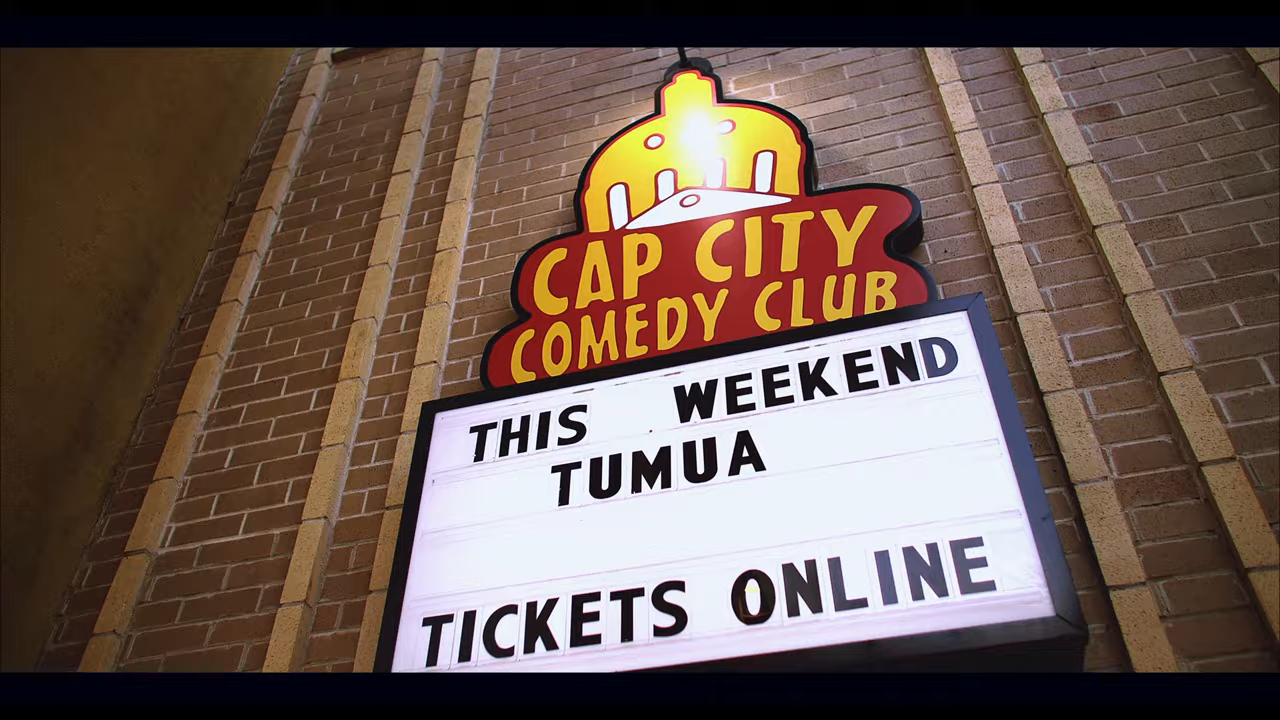 CAP CITY
COMEDY CLUB
THIS WEEKEND
TUMUA
TICKETS ONLINE